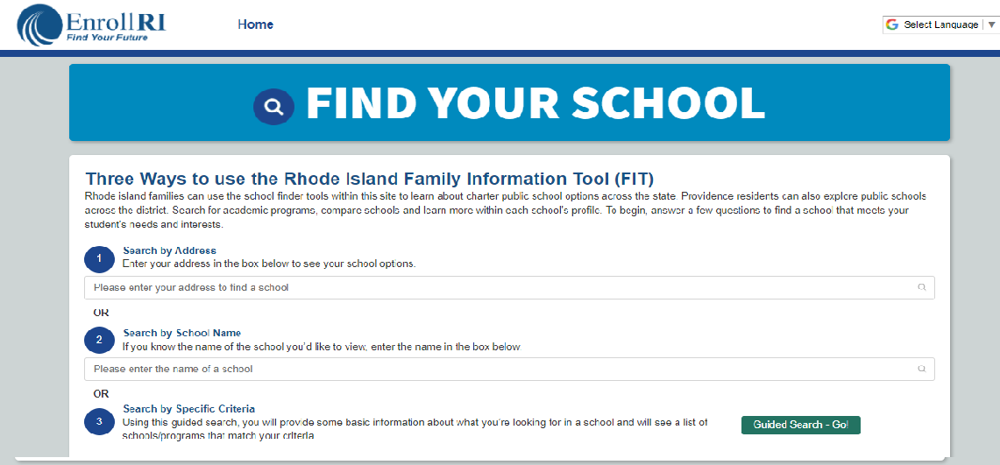 EnrollRI
Find Your Future
Home
Select Language
FIND YOUR SCHOOL
Three Ways to use the Rhode Island Family Information Tool (FIT)
Rhode island families can use the school finder tools within this site to learn about charter public school options across the state. Providence residents can also explore public schools
across the district. Search for academic programs, compare schools and learn more within each school's profile. To begin, answer a few questions to find a school that meets your
student's needs and interests.
1
Search by Address
Enter your address in the box below to see your school options.
Please enter your address to find a school
OR
2
Search by School Name
If you know the name of the school you'd like to view, enter the name in the box below.
Please enter the name of a school
OR
3
Search by Specific Criteria
Using this guided search, you will provide some basic information about what you're looking for in a school and will see a list of
schools/programs that match your criteria.
Guided Search - Go!